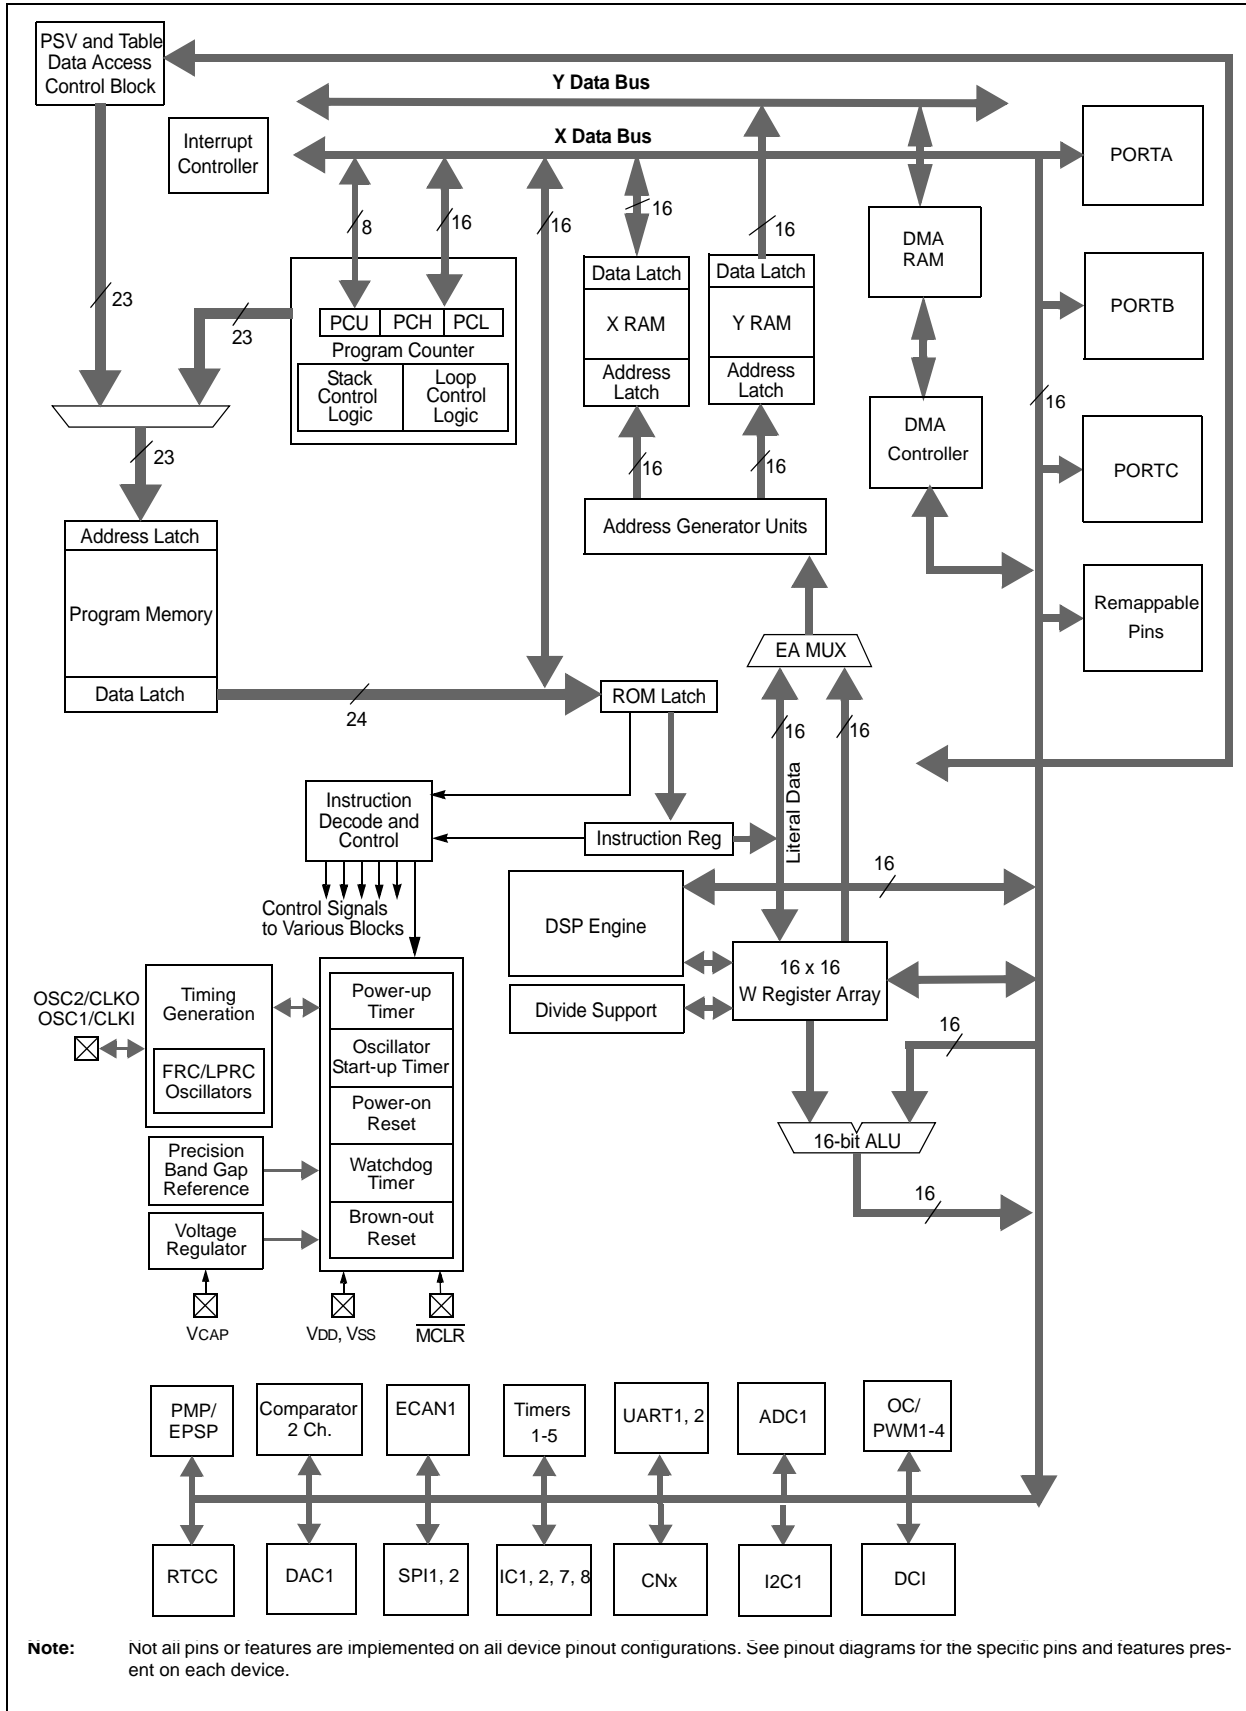 PSV and Table
Data Access
Control Block
Y Data Bus
X Data Bus
Interrupt
Controller
PORTA
8
16
16
16
16
DMA
RAM
Data Latch
X RAM
Address
Latch
Data Latch
Y RAM
Address
Latch
23
23
PCU
PCH
PCL
Program Counter
Stack
Control
Logic
Loop
Control
Logic
PORTB
16
DMA
Controller
23
16
16
PORTC
Address Latch
Program Memory
Data Latch
Address Generator Units
Remappable
Pins
EA MUX
24
ROM Latch
16
16
Literal Data
Instruction
Decode and
Control
Instruction Reg
Control Signals
to Various Blocks
16
DSP Engine
16 x 16
W Register Array
Divide Support
OSC2/CLKO
OSC1/CLKI
Timing
Generation
FRC/LPRC
Oscillators
Power-up
Timer
Oscillator
Start-up Timer
Power-on
Reset
Watchdog
Timer
Brown-out
Reset
16
16-bit ALU
16
Precision
Band Gap
Reference
Voltage
Regulator
VCAP
VDD, VSS
MCLR
PMP/
EPSP
Comparator
2 Ch.
ECAN1
Timers
1-5
UART1, 2
ADC1
OC/
PWM1-4
RTCC
DAC1
SPI1, 2
IC1, 2, 7, 8
CNx
I2C1
DCI
Note: Not all pins or features are implemented on all device pinout configurations. See pinout diagrams for the specific pins and features pres-
ent on each device.